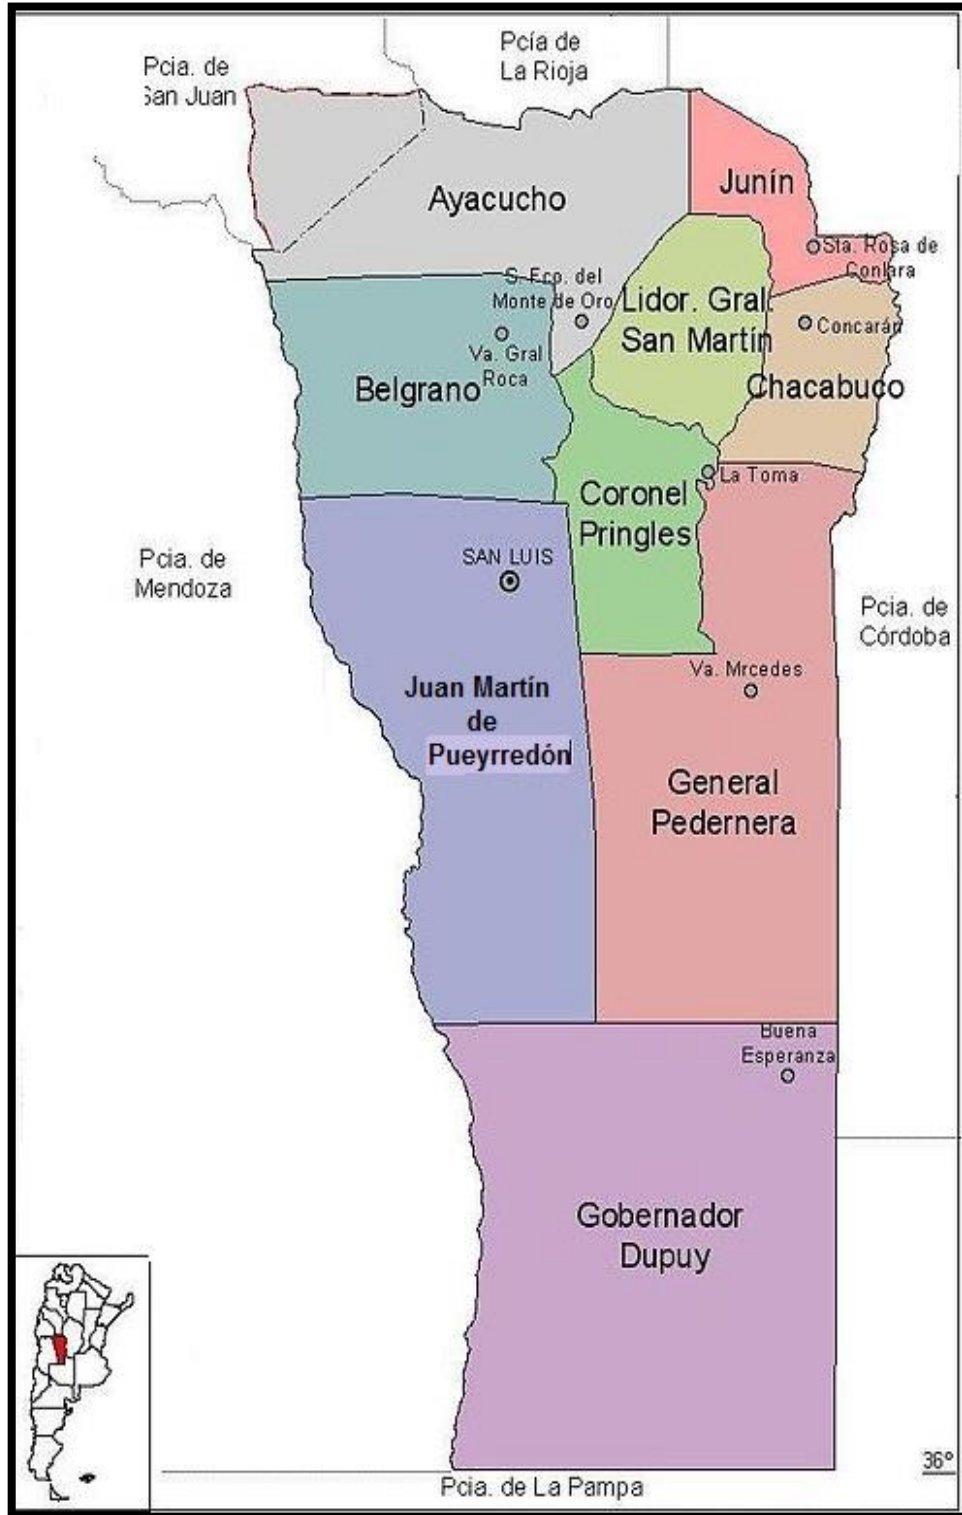 Pcía de
La Rioja
Pcia. de
San Juan
Ayacucho
Junín
Sta. Rosa de
Conlara
S. Fco. del
Monte de Oro
Lidor. Gral.
San Martín
Concarán
Va. Gral
Roca
Belgrano
Chacabuco
La Toma
Coronel
Pringles
SAN LUIS
Pcia. de
Mendoza
Pcia. de
Córdoba
Va. Mrcedes
Juan Martín
de
Pueyrredón
General
Pedernera
Buena
Esperanza
Gobernador
Dupuy
36º
Pcia. de La Pampa